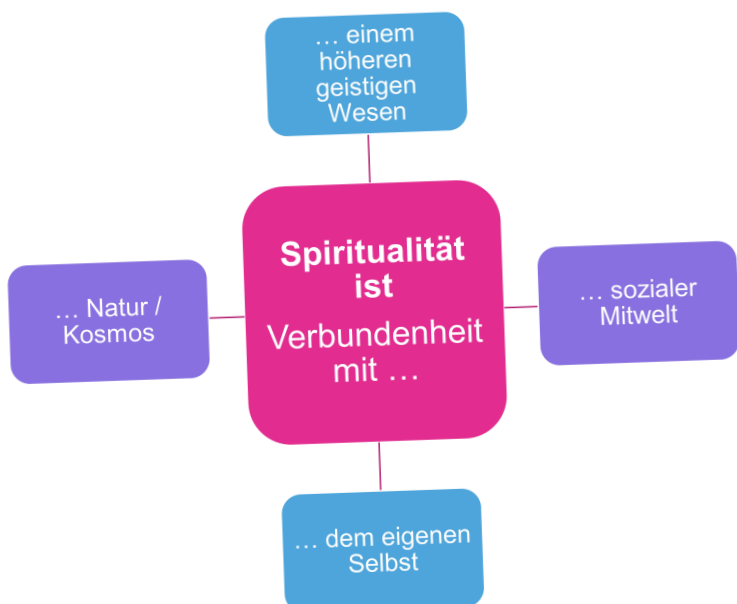 … einem
höheren
geistigen
Wesen
Spiritualität
ist
Verbundenheit
mit …
… Natur /
Kosmos
… sozialer
Mitwelt
… dem eigenen
Selbst